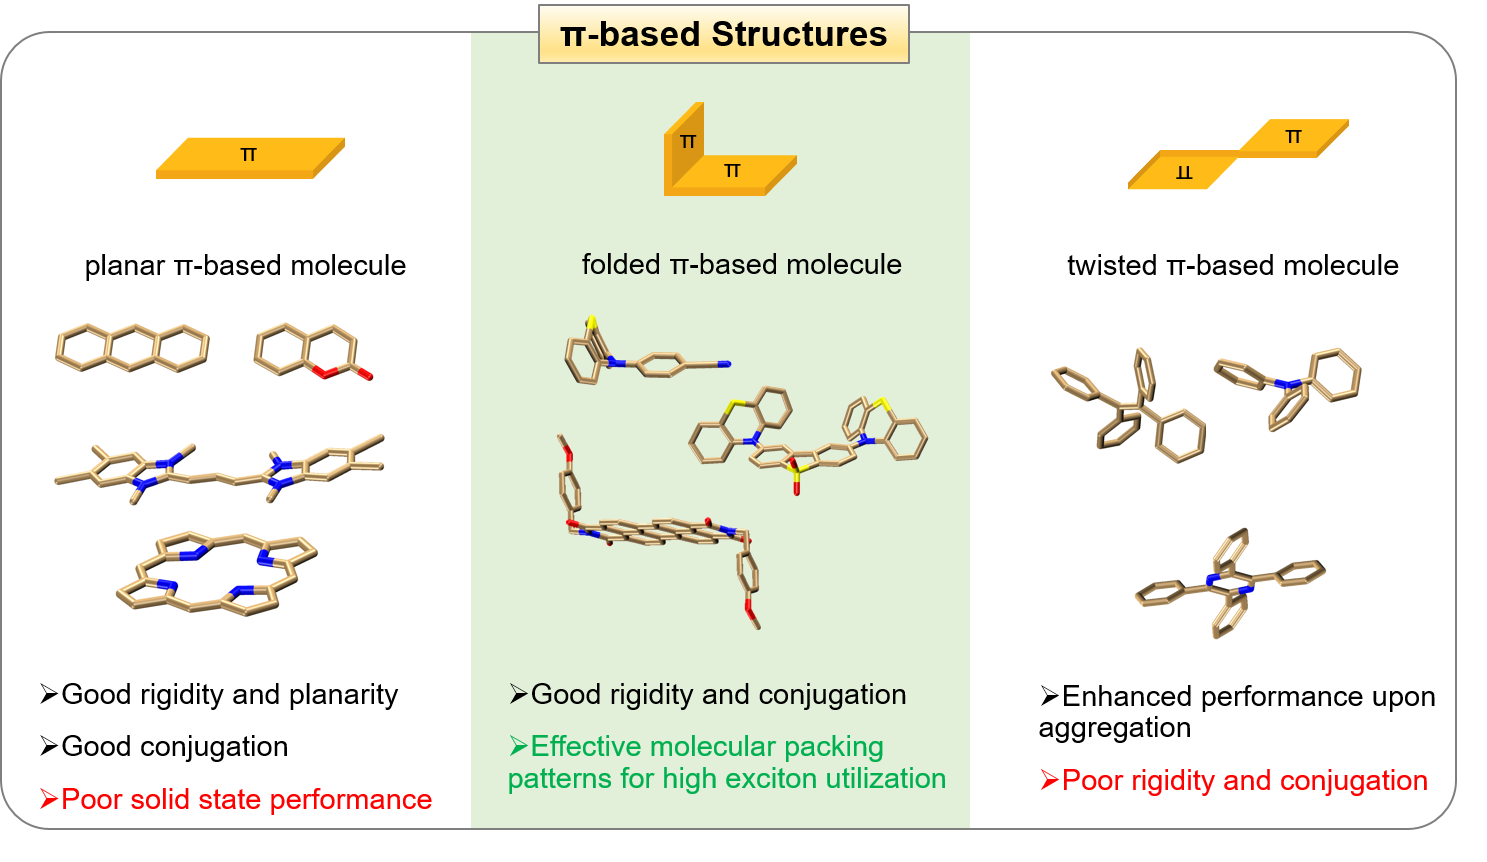 π-based Structures
π
planar π-based molecule
➢Good rigidity and planarity
➢Good conjugation
➢Poor solid state performance
π
π
folded π-based molecule
➢Good rigidity and conjugation
➢Effective molecular packing
patterns for high exciton utilization
π
π
twisted π-based molecule
➢Enhanced performance upon
aggregation
➢Poor rigidity and conjugation